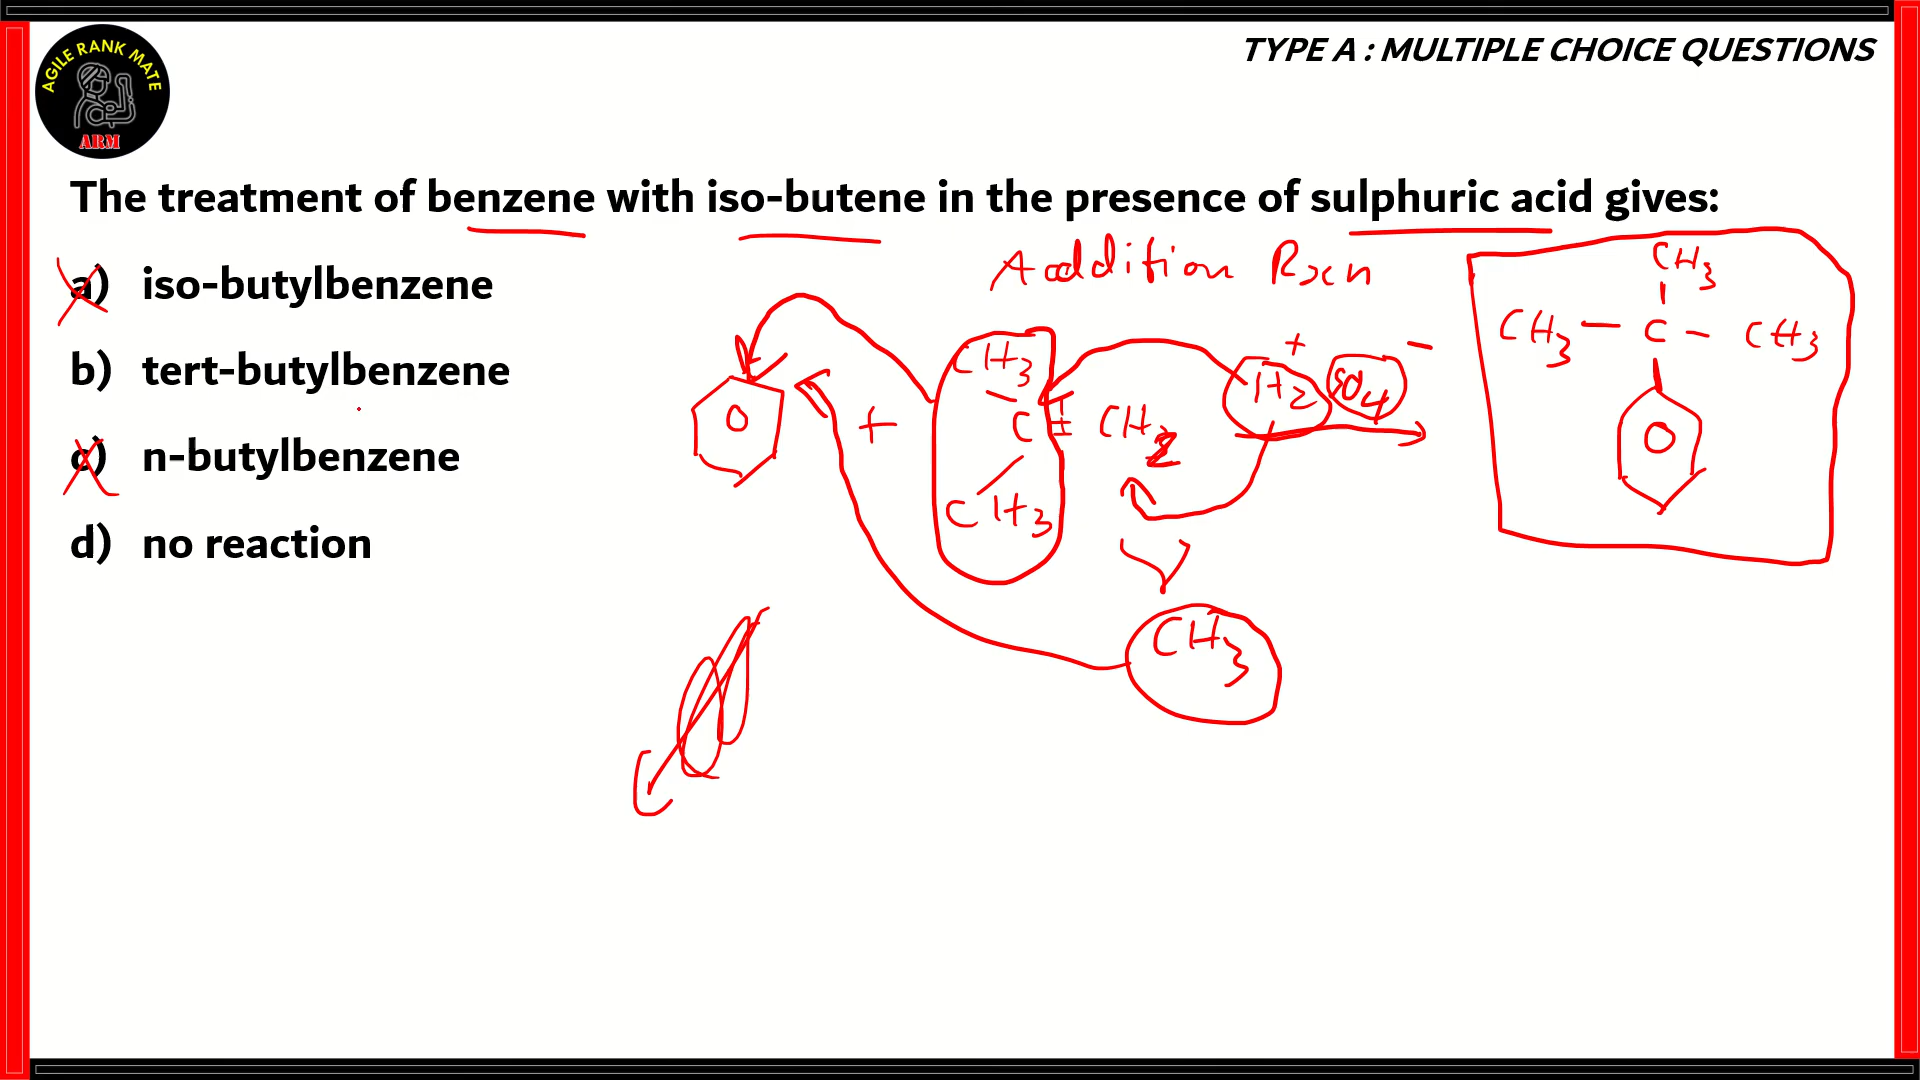 AGILE RANK MATE
ARM
TYPE A : MULTIPLE CHOICE QUESTIONS
The treatment of benzene with iso-butene in the presence of sulphuric acid gives:
Aaddition Rxn
a) iso-butylbenzene
b) tert-butylbenzene
c) n-butylbenzene
d) no reaction
+
CH3
C = CH2
CH3
+ −
H2 SO4
CH3
CH3
CH3 − C − CH3